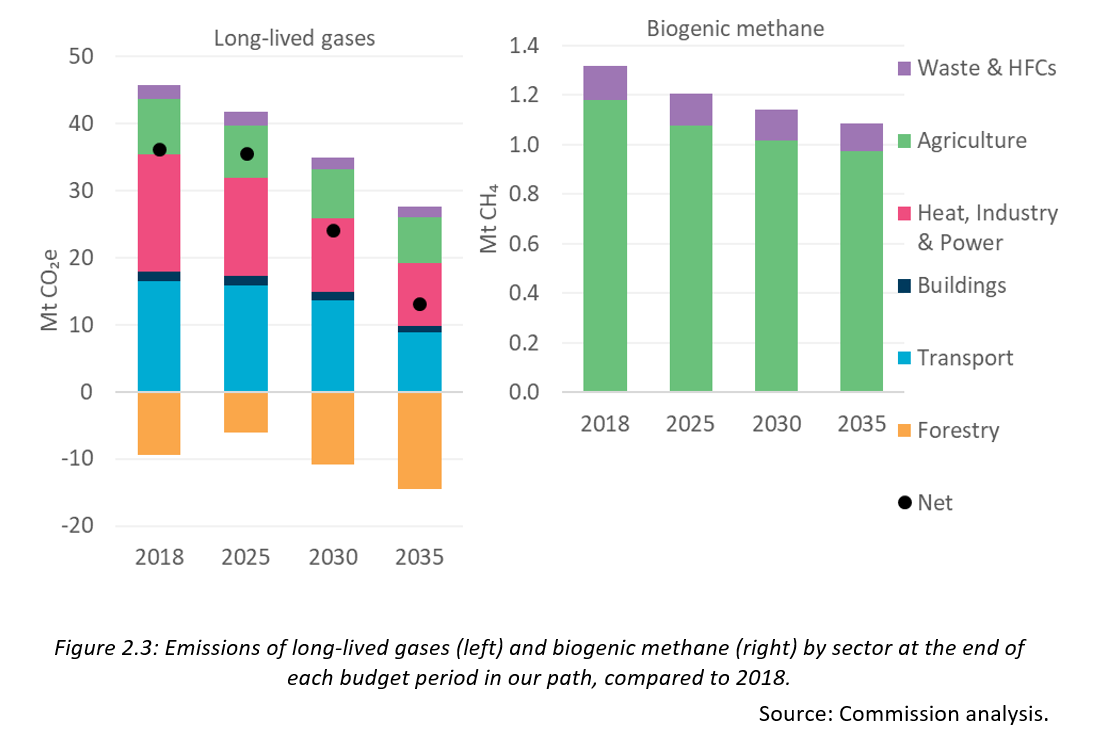 Long-lived gases
50
40
30
20
10
0
-10
-20
Mt CO₂e
2018 2025 2030 2035
Biogenic methane
1.4
1.2
1.0
0.8
0.6
0.4
0.2
0.0
Mt CH₄
2018 2025 2030 2035
Waste & HFCs
Agriculture
Heat, Industry
& Power
Buildings
Transport
Forestry
Net
Figure 2.3: Emissions of long-lived gases (left) and biogenic methane (right) by sector at the end of
each budget period in our path, compared to 2018.
Source: Commission analysis.